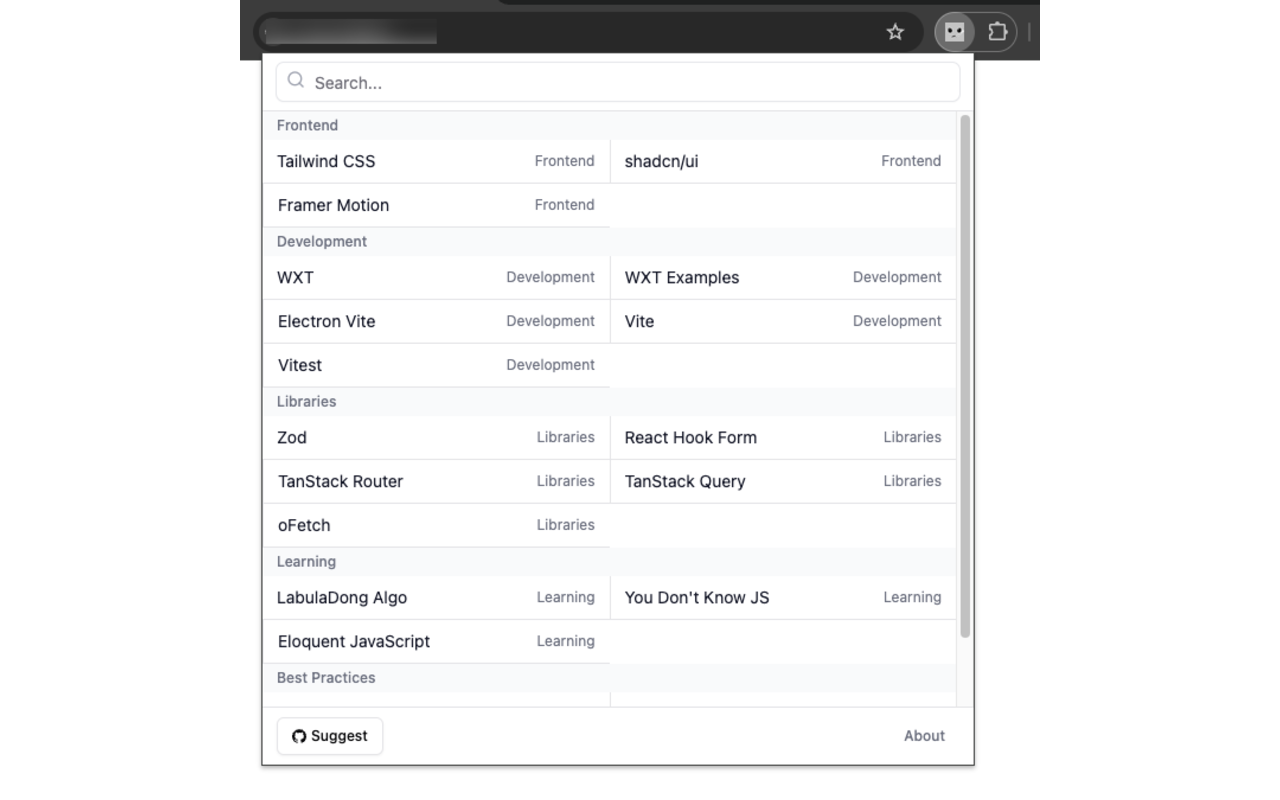 Search...
Frontend
Tailwind CSS Frontend shadcn/ui Frontend
Framer Motion Frontend
Development
WXT Development WXT Examples Development
Electron Vite Development Vite Development
Vitest Development
Libraries
Zod Libraries React Hook Form Libraries
TanStack Router Libraries TanStack Query Libraries
oFetch Libraries
Learning
LabulaDong Algo Learning You Don't Know JS Learning
Eloquent JavaScript Learning
Best Practices
Suggest About